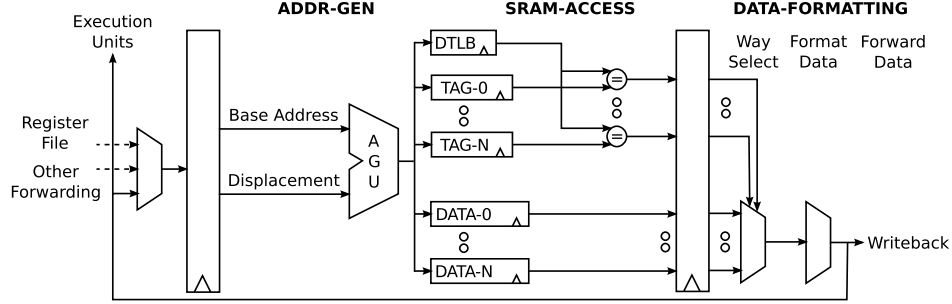 ADDR-GEN
SRAM-ACCESS
DATA-FORMATTING
Execution
Units
Way
Select
Format
Data
Forward
Data
DTLB
TAG-0
=
Register
File
Base Address
A
G
U
TAG-N
=
Other
Forwarding
Displacement
DATA-0
DATA-N
Writeback